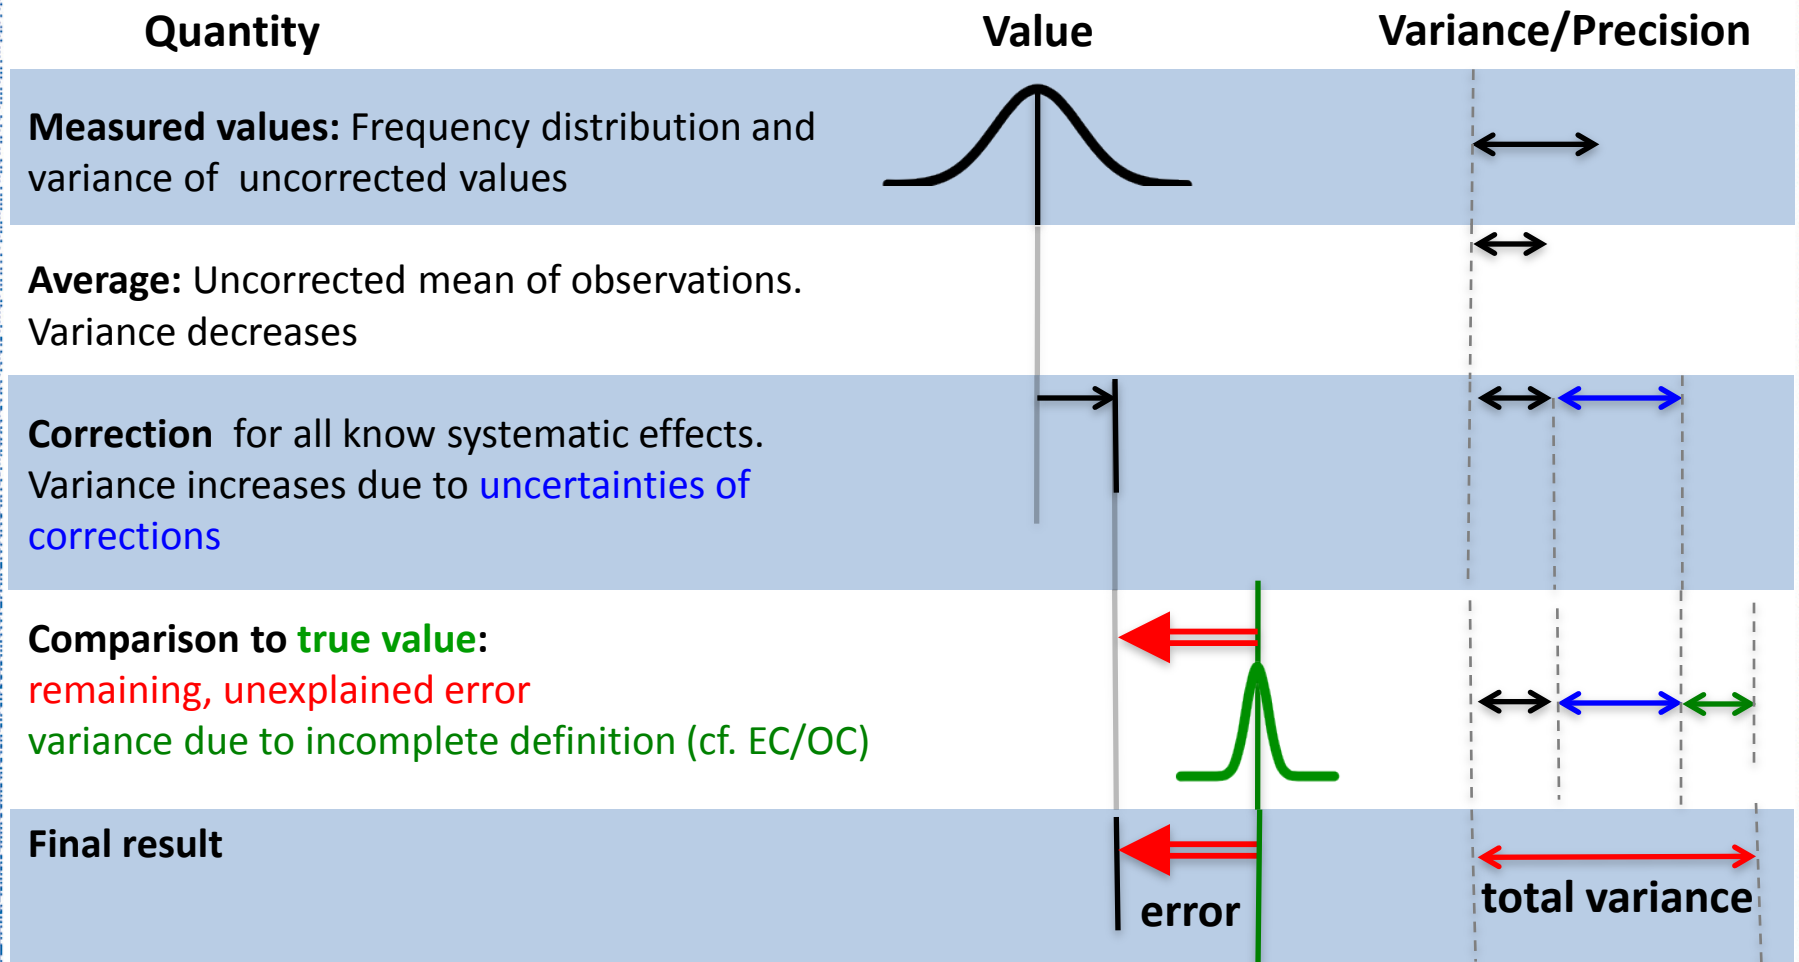 Quantity Value Variance/Precision
Measured values: Frequency distribution and
variance of uncorrected values
Average: Uncorrected mean of observations.
Variance decreases
Correction for all know systematic effects.
Variance increases due to uncertainties of
corrections
Comparison to true value:
remaining, unexplained error
variance due to incomplete definition (cf. EC/OC)
Final result
error
total variance